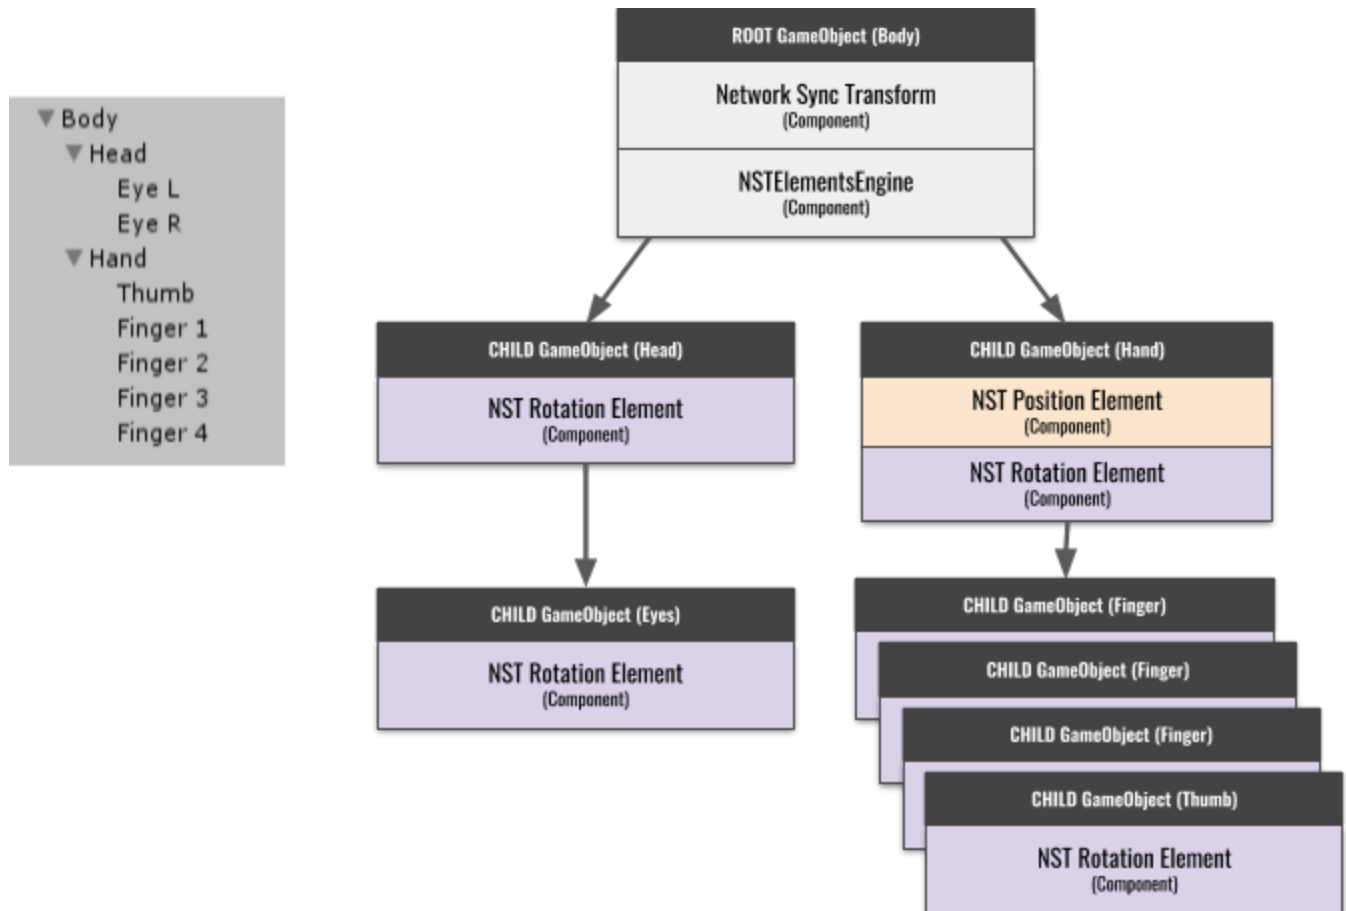 Body
Head
Eye L
Eye R
Hand
Thumb
Finger 1
Finger 2
Finger 3
Finger 4
ROOT GameObject (Body)
Network Sync Transform
(Component)
NSTElementsEngine
(Component)
CHILD GameObject (Head)
NST Rotation Element
(Component)
CHILD GameObject (Eyes)
NST Rotation Element
(Component)
CHILD GameObject (Hand)
NST Position Element
(Component)
NST Rotation Element
(Component)
CHILD GameObject (Finger)
CHILD GameObject (Finger)
CHILD GameObject (Finger)
CHILD GameObject (Thumb)
NST Rotation Element
(Component)